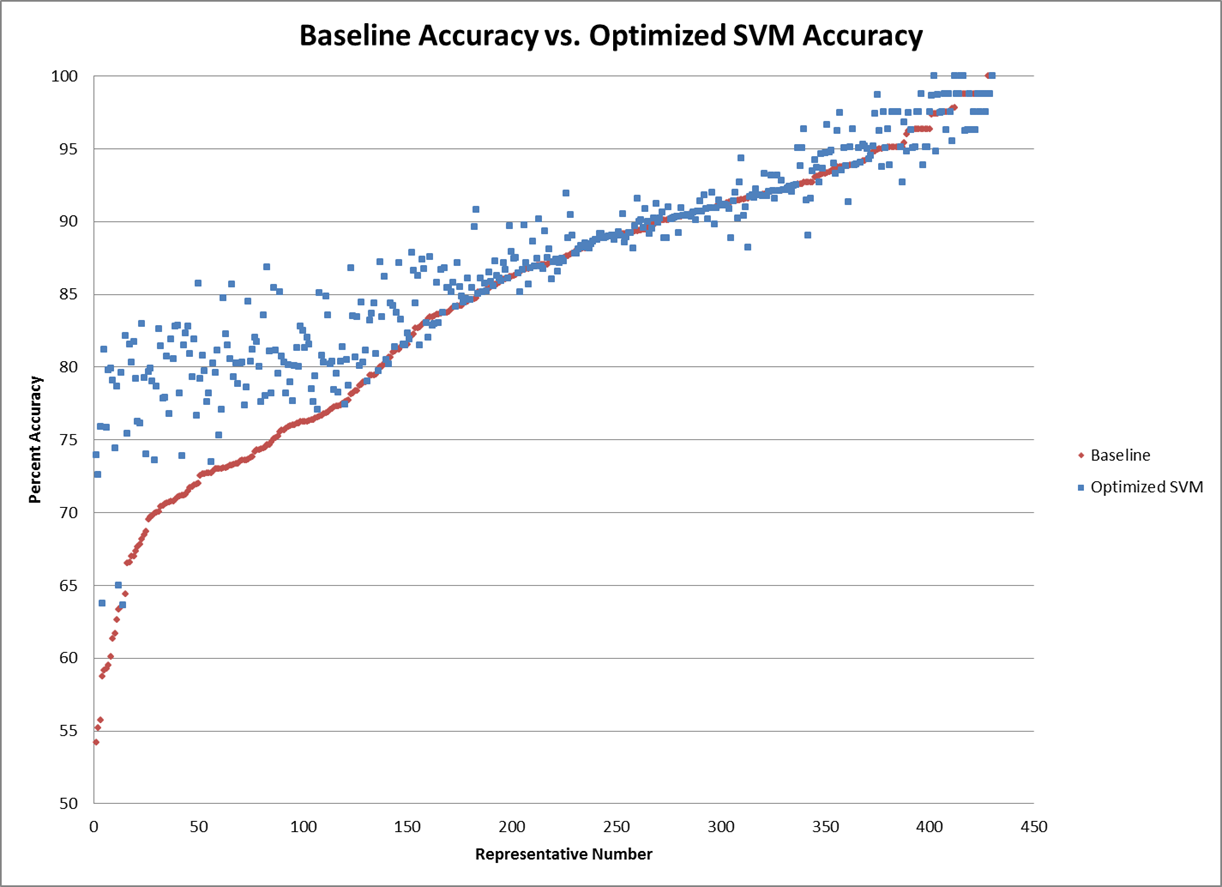 Baseline Accuracy vs. Optimized SVM Accuracy
100
95
90
85
80
75
70
65
60
55
50
Percent Accuracy
0 50 100 150 200 250 300 350 400 450
Representative Number
Baseline
Optimized SVM